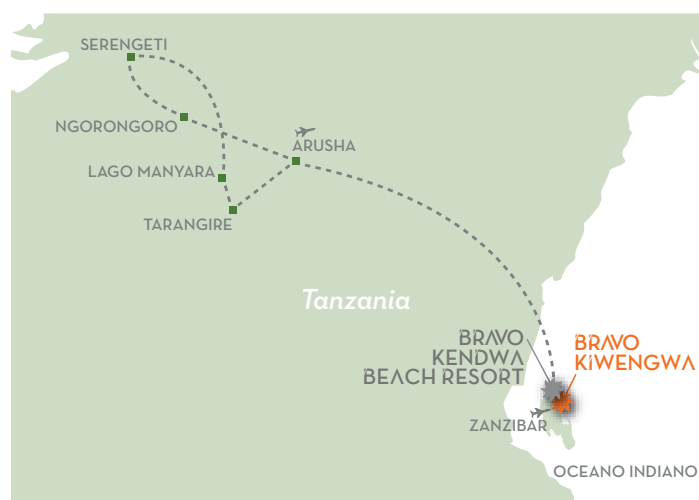 SERENGETI
NGORONGORO
ARUSHA
LAGO MANYARA
TARANGIRE
Tanzania
BRAVO
KENDWA
BEACH RESORT
BRAVO
KIWENGWA
ZANZIBAR
OCEANO INDIANO